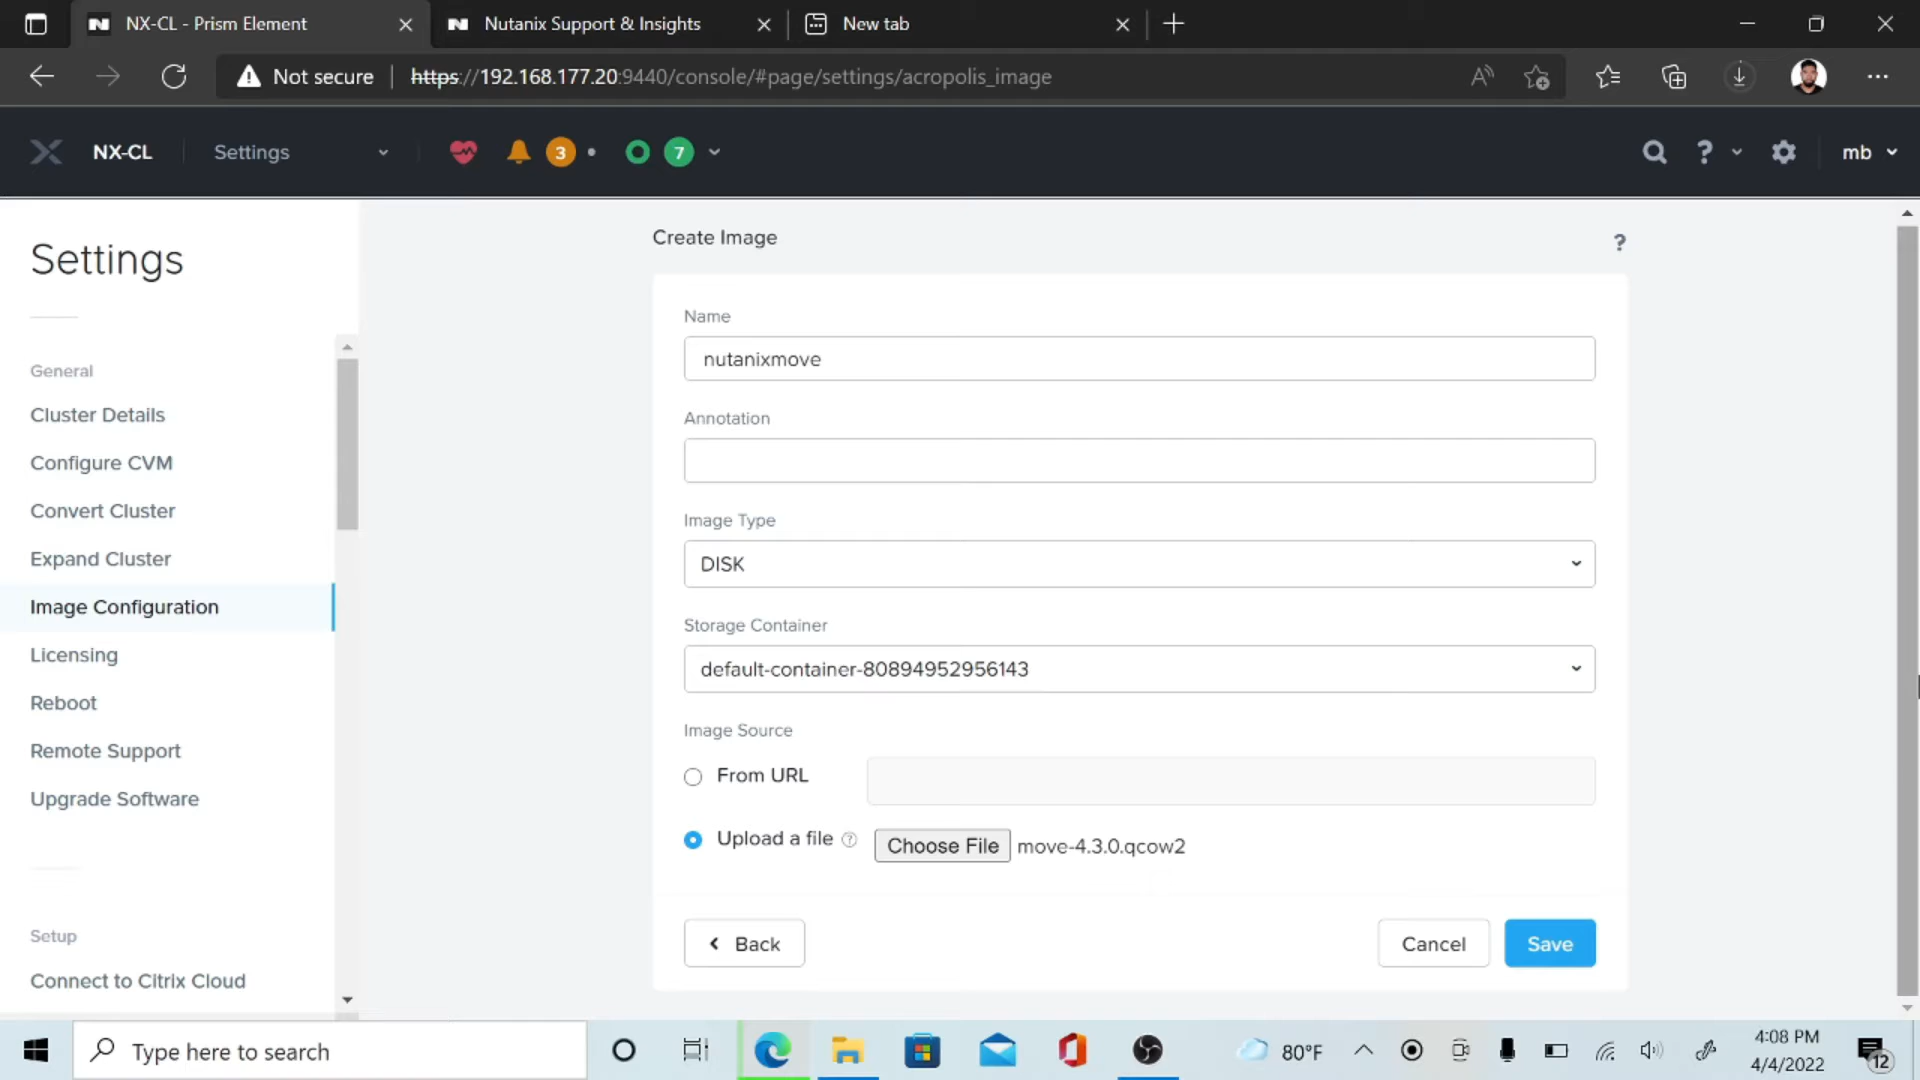 NX-CL - Prism Element
Nutanix Support & Insights
New tab
Not secure
https://192.168.177.20:9440/console/#page/settings/acropolis_image
NX-CL
Settings
3
7
?
mb
Settings
General
Cluster Details
Configure CVM
Convert Cluster
Expand Cluster
Image Configuration
Licensing
Reboot
Remote Support
Upgrade Software
Setup
Connect to Citrix Cloud
Create Image
?
Name
nutanixmove
Annotation
Image Type
DISK
Storage Container
default-container-80894952956143
Image Source
From URL
Upload a file ?
Choose File move-4.3.0.qcow2
Back
Cancel
Save
Type here to search
80°F
4:08 PM
4/4/2022
12